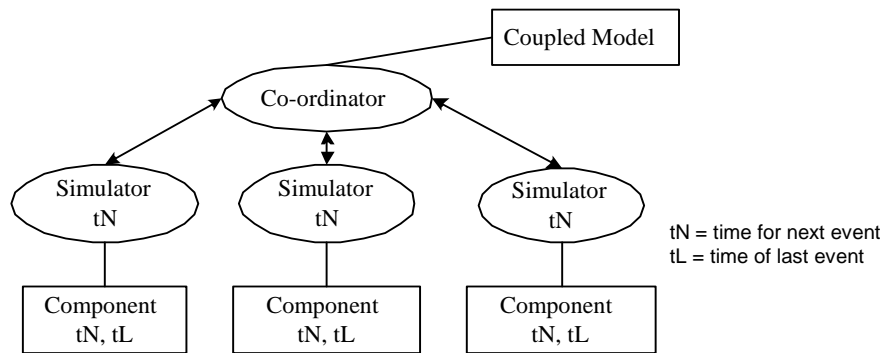 Coupled Model
Co-ordinator
Simulator
tN
Simulator
tN
Simulator
tN
tN = time for next event
tL = time of last event
Component
tN, tL
Component
tN, tL
Component
tN, tL